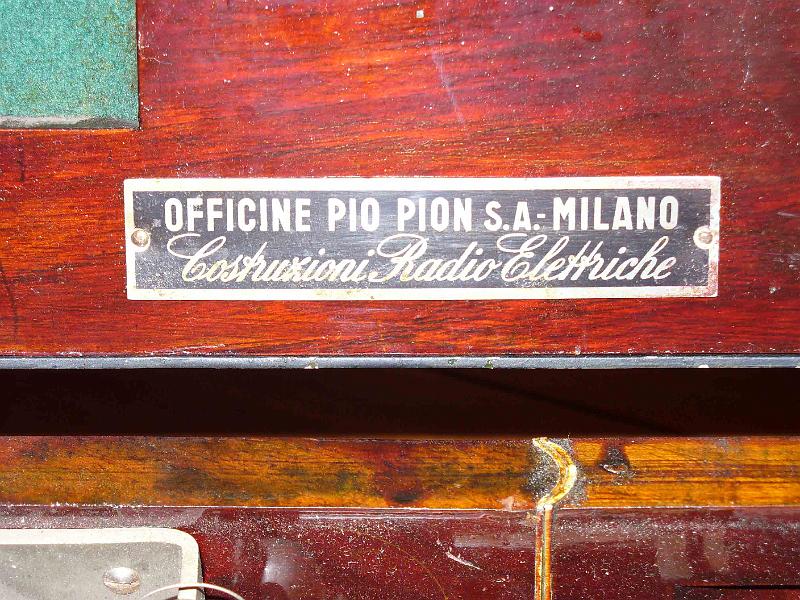 OFFICINE PIO PION S.A.-MILANO
Costruzioni Radio Elettriche